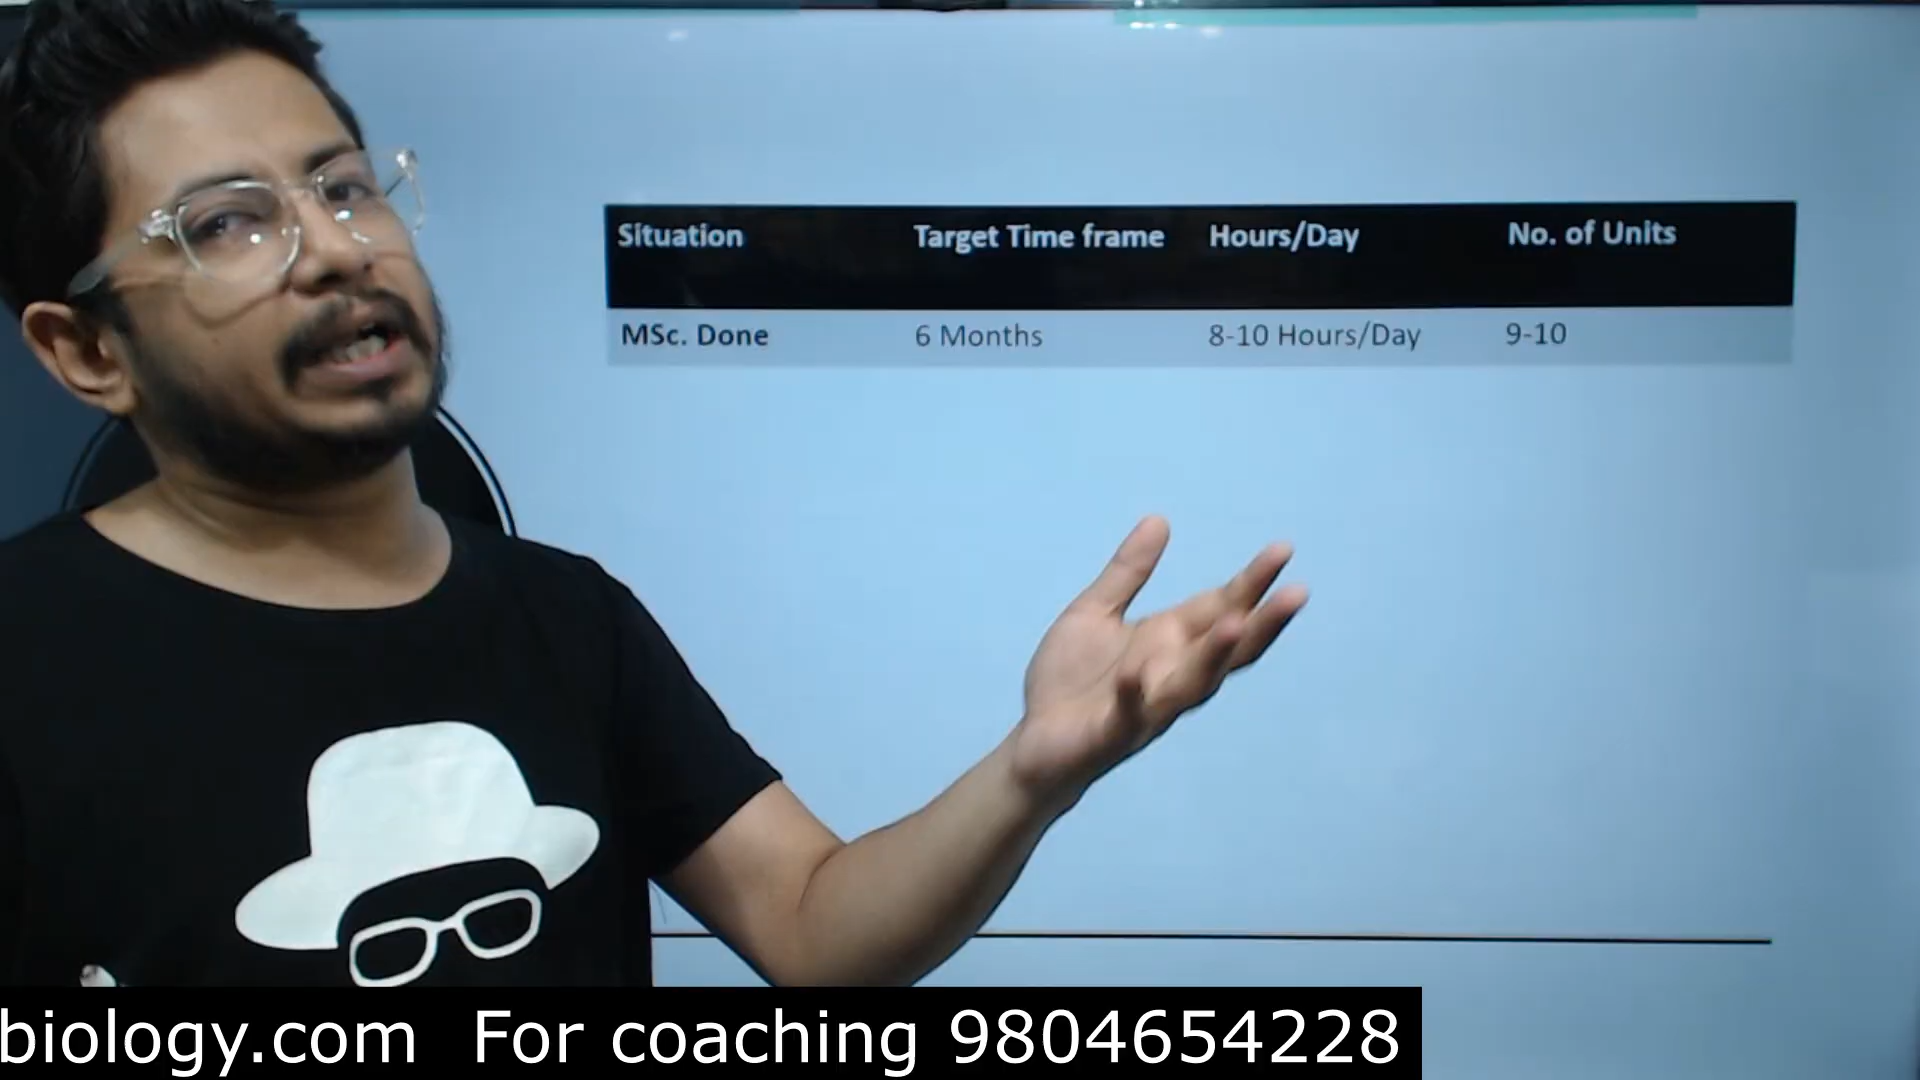 Situation Target Time frame Hours/Day No. of Units
MSc. Done 6 Months 8-10 Hours/Day 9-10
biology.com For coaching 9804654228